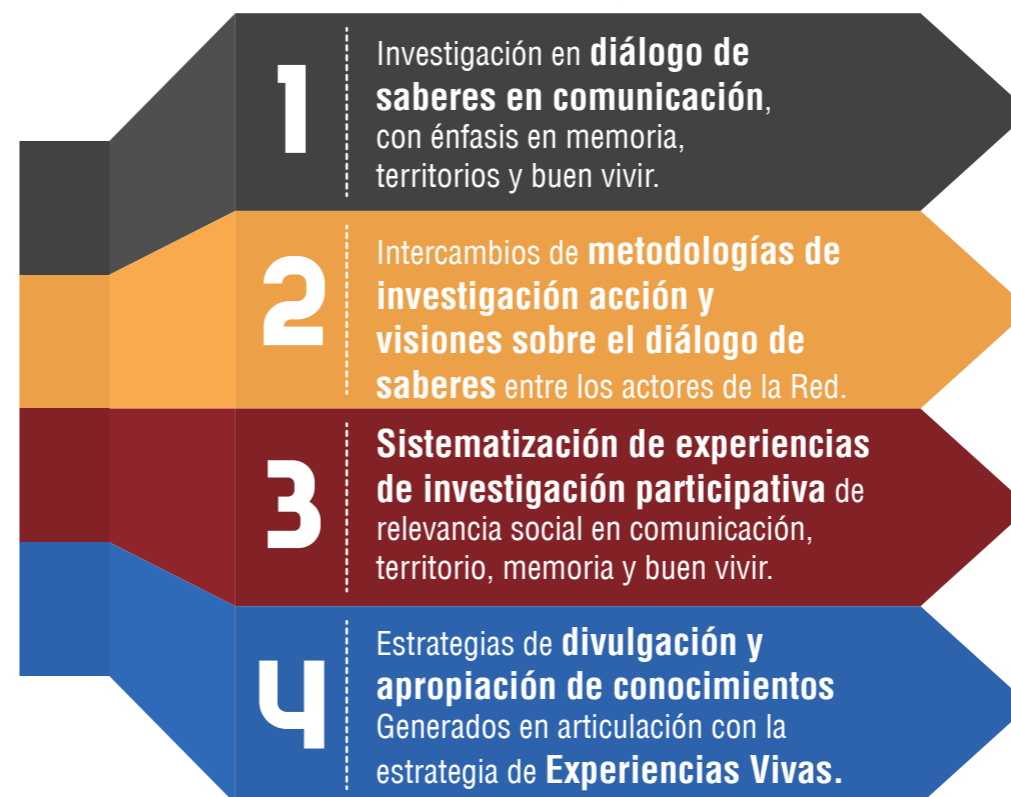 1
Investigación en diálogo de
saberes en comunicación,
con énfasis en memoria,
territorios y buen vivir.
2
Intercambios de metodologías de
investigación acción y
visiones sobre el diálogo de
saberes entre los actores de la Red.
3
Sistematización de experiencias
de investigación participativa de
relevancia social en comunicación,
territorio, memoria y buen vivir.
4
Estrategias de divulgación y
apropiación de conocimientos
Generados en articulación con la
estrategia de Experiencias Vivas.